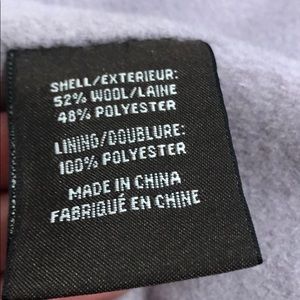 SHELL/EXTERIEUR:
52% WOOL/LAINE
48% POLYESTER
LINING/DOUBLURE:
100% POLYESTER
MADE IN CHINA
FABRIQUÉ EN CHINE